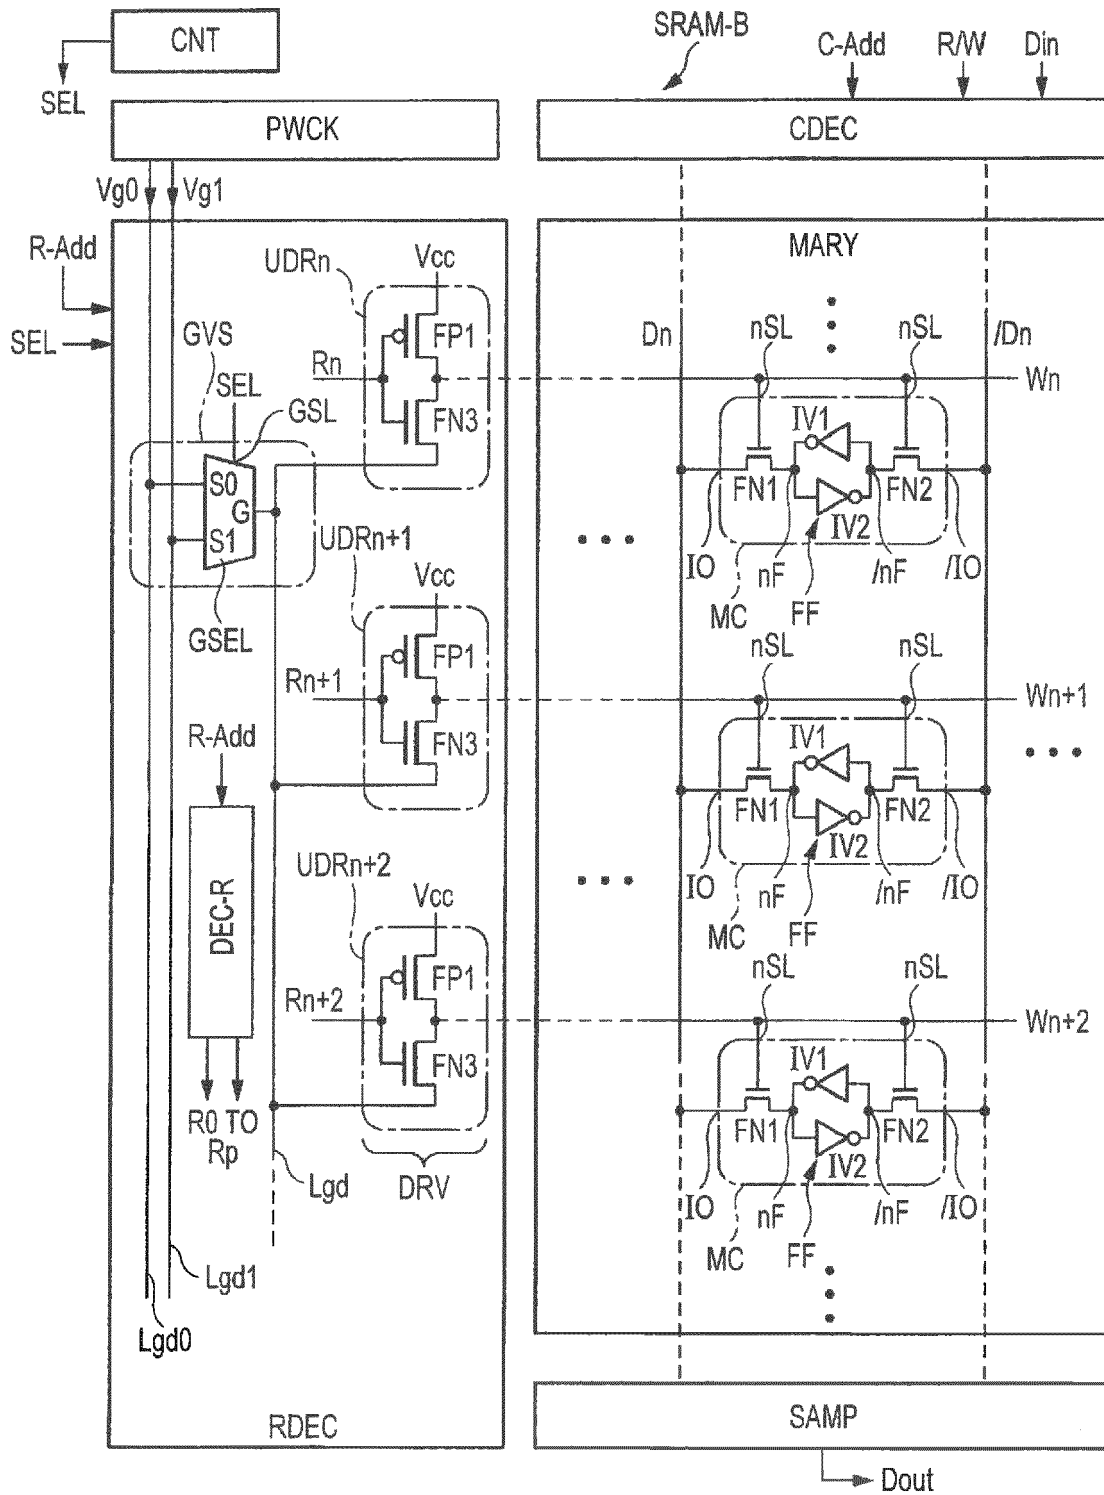 CNT
SRAM-B
C-Add
R/W
Din
SEL
PWCK
CDEC
Vg0
Vg1
R-Add
SEL
UDRn
Vcc
MARY
GVS
SEL
GSL
Rn
FP1
FN3
Dn
nSL
nSL
/Dn
Wn
S0
G
S1
GSEL
IV1
FN1
IV2
FN2
IO
nF
/nF
/IO
MC
FF
UDRn+1
Vcc
Rn+1
FP1
FN3
nSL
nSL
Wn+1
IV1
FN1
IV2
FN2
IO
nF
/nF
/IO
MC
FF
R-Add
DEC-R
R0 TO
Rp
UDRn+2
Vcc
Rn+2
FP1
FN3
DRV
nSL
nSL
Wn+2
IV1
FN1
IV2
FN2
IO
nF
/nF
/IO
MC
FF
Lgd
Lgd1
Lgd0
RDEC
SAMP
Dout